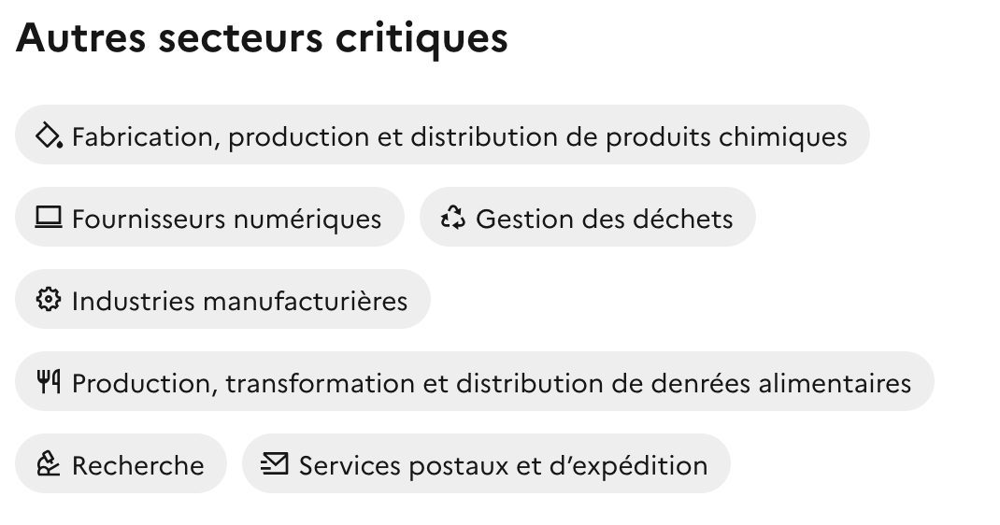 Autres secteurs critiques
Fabrication, production et distribution de produits chimiques
Fournisseurs numériques
Gestion des déchets
Industries manufacturières
Production, transformation et distribution de denrées alimentaires
Recherche
Services postaux et d’expédition